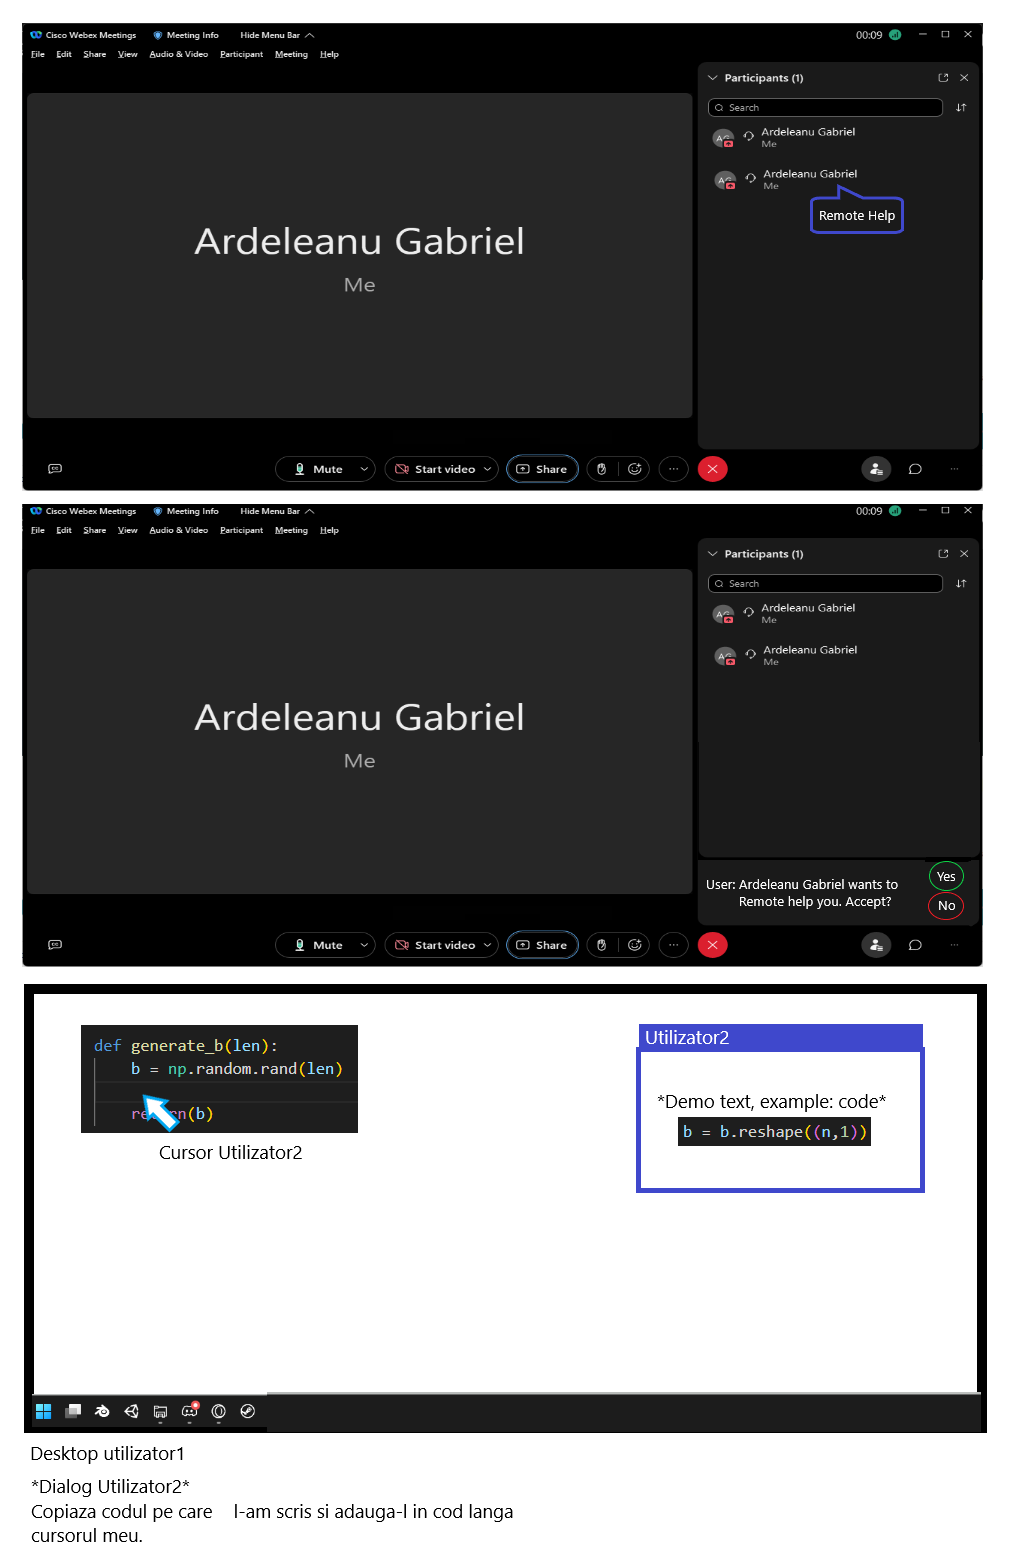 Cisco Webex Meetings Meeting Info Hide Menu Bar 00:09
File Edit Share View Audio & Video Participant Meeting Help
Participants (1)
Search
AG Ardeleanu Gabriel
Me
AG Ardeleanu Gabriel
Me
Remote Help
Ardeleanu Gabriel
Me
Mute Start video Share
Cisco Webex Meetings Meeting Info Hide Menu Bar 00:09
File Edit Share View Audio & Video Participant Meeting Help
Participants (1)
Search
AG Ardeleanu Gabriel
Me
AG Ardeleanu Gabriel
Me
Ardeleanu Gabriel
Me
User: Ardeleanu Gabriel wants to
Remote help you. Accept?
Yes
No
Mute Start video Share
def generate_b(len):
b = np.random.rand(len)
return(b)
Cursor Utilizator2
Utilizator2
*Demo text, example: code*
b = b.reshape((n,1))
Desktop utilizator1
*Dialog Utilizator2*
Copiaza codul pe care l-am scris si adauga-l in cod langa
cursorul meu.